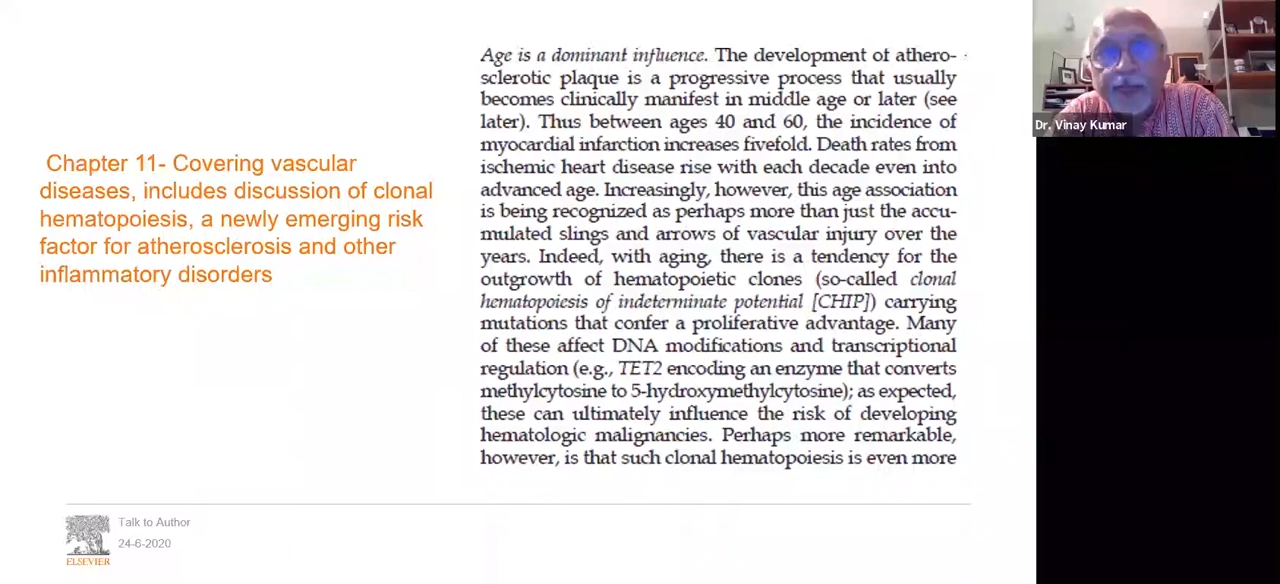 Chapter 11- Covering vascular
diseases, includes discussion of clonal
hematopoiesis, a newly emerging risk
factor for atherosclerosis and other
inflammatory disorders
Age is a dominant influence. The development of athero-
sclerotic plaque is a progressive process that usually
becomes clinically manifest in middle age or later (see
later). Thus between ages 40 and 60, the incidence of
myocardial infarction increases fivefold. Death rates from
ischemic heart disease rise with each decade even into
advanced age. Increasingly, however, this age association
is being recognized as perhaps more than just the accu-
mulated slings and arrows of vascular injury over the
years. Indeed, with aging, there is a tendency for the
outgrowth of hematopoietic clones (so-called clonal
hematopoiesis of indeterminate potential [CHIP]) carrying
mutations that confer a proliferative advantage. Many
of these affect DNA modifications and transcriptional
regulation (e.g., TET2 encoding an enzyme that converts
methylcytosine to 5-hydroxymethylcytosine); as expected,
these can ultimately influence the risk of developing
hematologic malignancies. Perhaps more remarkable,
however, is that such clonal hematopoiesis is even more
Dr. Vinay Kumar
Talk to Author
24-6-2020
ELSEVIER